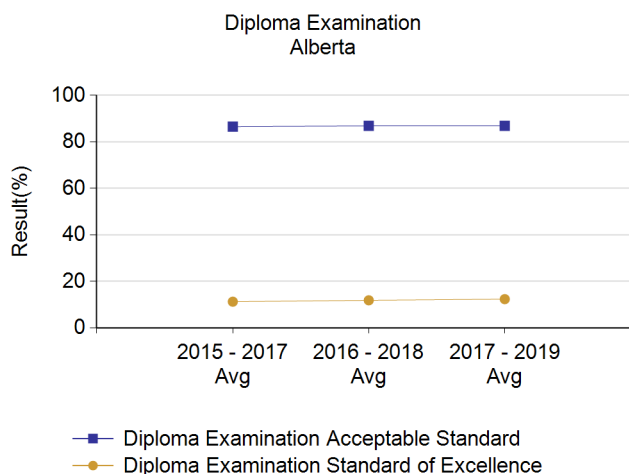 Diploma Examination
Alberta
100
80
60
40
20
0
Result(%)
2015 - 2017 2016 - 2018 2017 - 2019
Avg Avg Avg
Diploma Examination Acceptable Standard
Diploma Examination Standard of Excellence